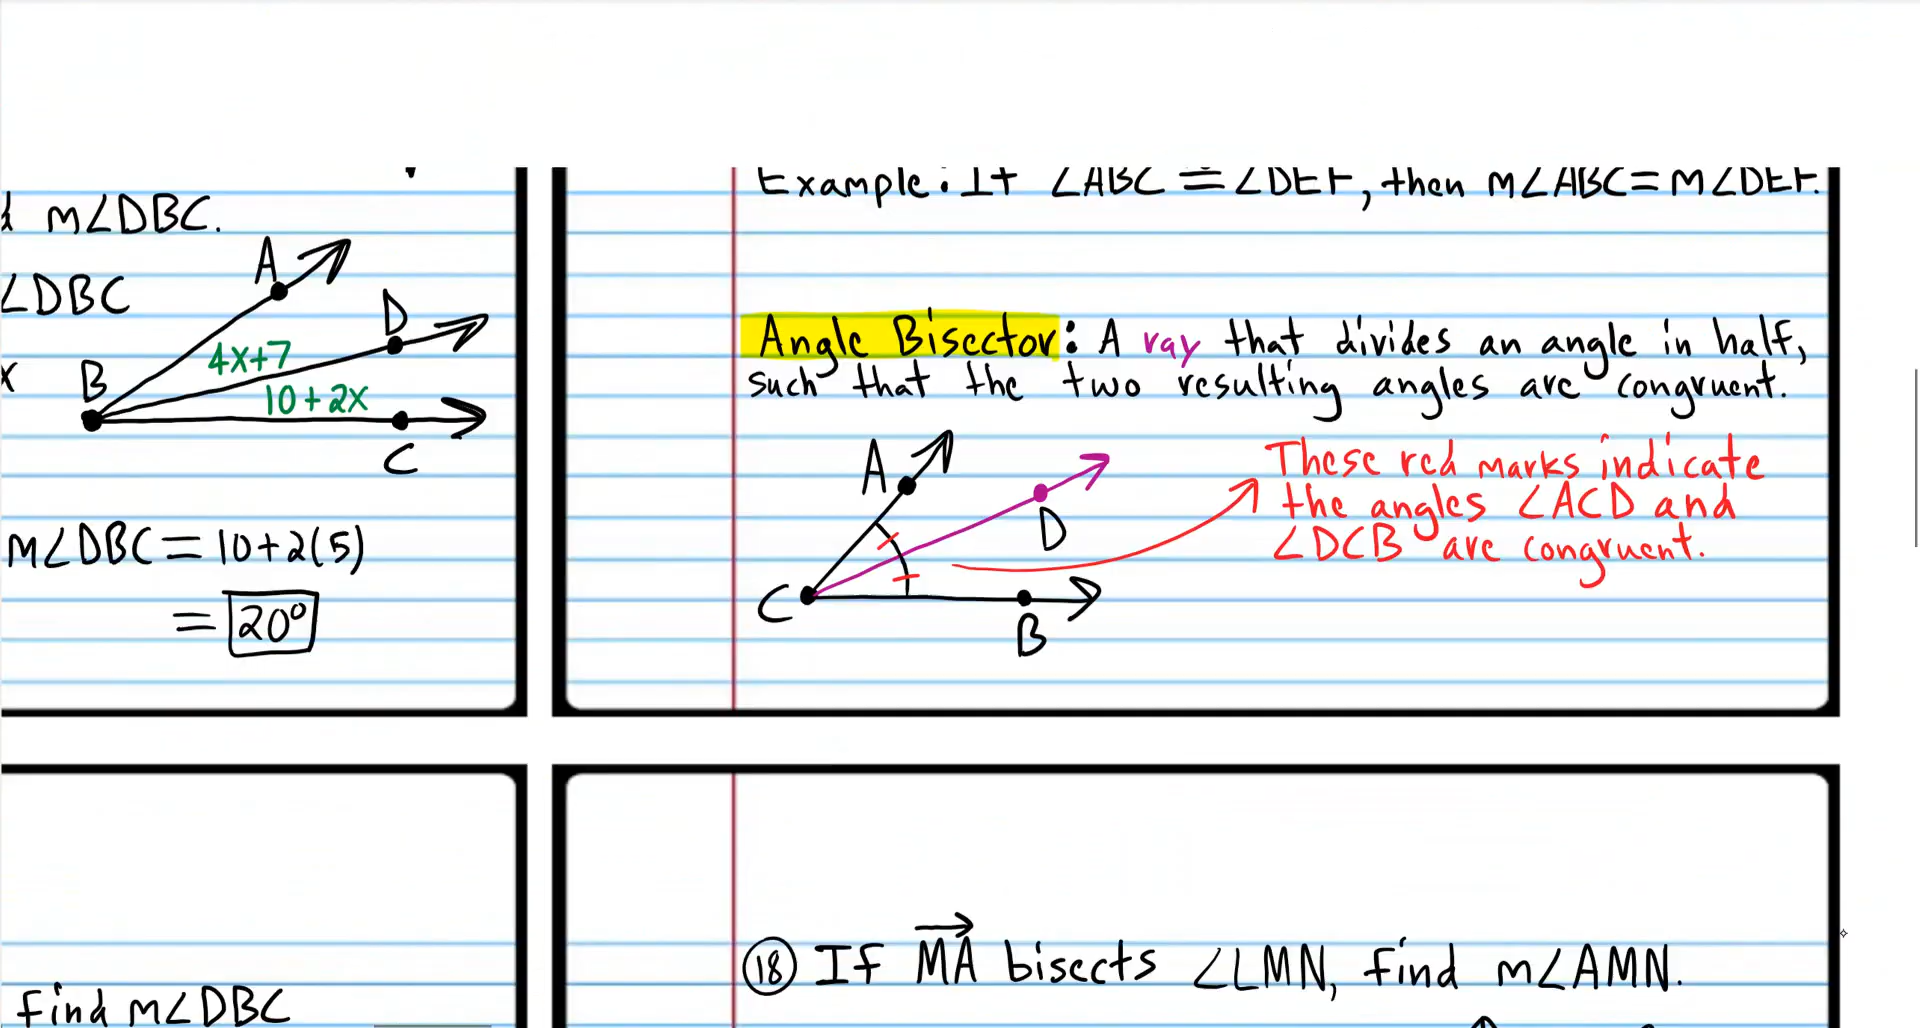 m∠DBC.
∠DBC
x
A
D
B
4x+7
10+2x
C
m∠DBC = 10+2(5)
= 20°
Example: If ∠ABC ≅ ∠DEF, then m∠ABC = m∠DEF.
Angle Bisector: A ray that divides an angle in half,
such that the two resulting angles are congruent.
A
D
C
B
These red marks indicate
the angles ∠ACD and
∠DCB are congruent.
Find m∠DBC
18 If MA bisects ∠LMN, find m∠AMN.